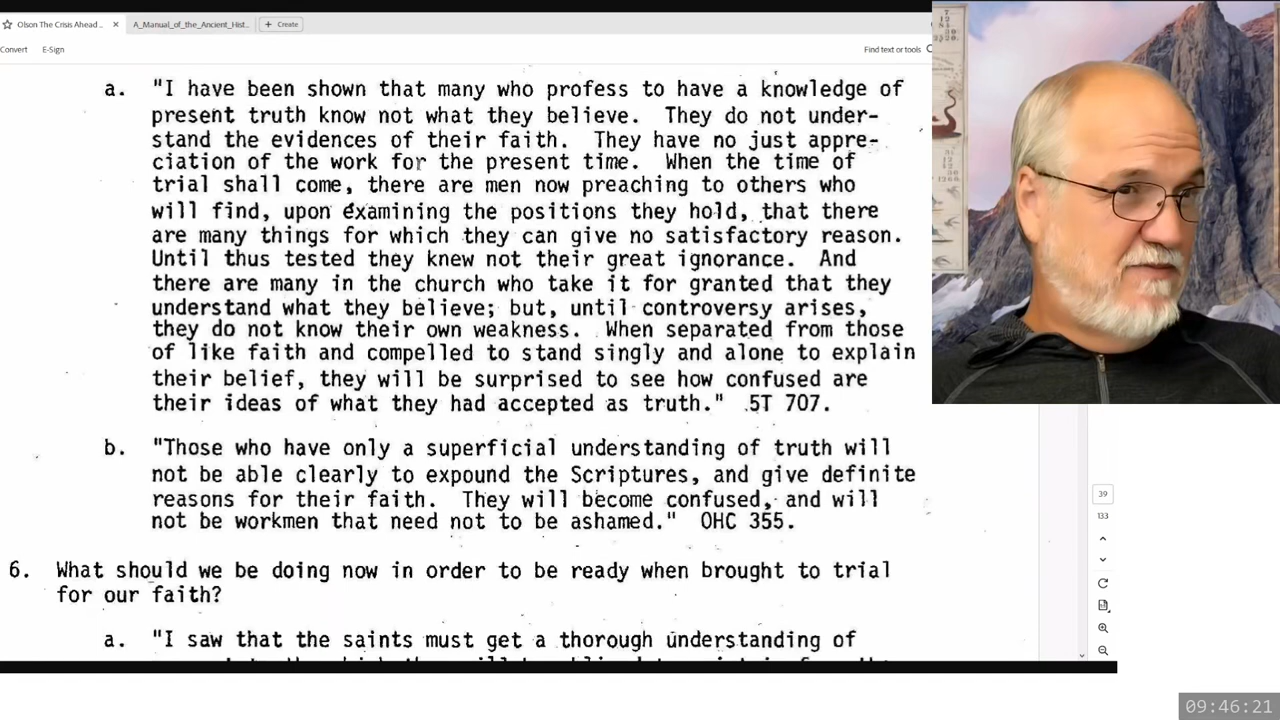 Olson The Crisis Ahead ..
A_Manual_of_the_Ancient_Hist..
+ Create
Convert
E-Sign
Find text or tools
a. "I have been shown that many who profess to have a knowledge of
present truth know not what they believe. They do not under-
stand the evidences of their faith. They have no just appre-
ciation of the work for the present time. When the time of
trial shall come, there are men now preaching to others who
will find, upon examining the positions they hold, that there
are many things for which they can give no satisfactory reason.
Until thus tested they knew not their great ignorance. And
there are many in the church who take it for granted that they
understand what they believe; but, until controversy arises,
they do not know their own weakness. When separated from those
of like faith and compelled to stand singly and alone to explain
their belief, they will be surprised to see how confused are
their ideas of what they had accepted as truth." 5T 707.
b. "Those who have only a superficial understanding of truth will
not be able clearly to expound the Scriptures, and give definite
reasons for their faith. They will become confused, and will
not be workmen that need not to be ashamed." OHC 355.
6. What should we be doing now in order to be ready when brought to trial
for our faith?
a. "I saw that the saints must get a thorough understanding of
39
133
09:46:21